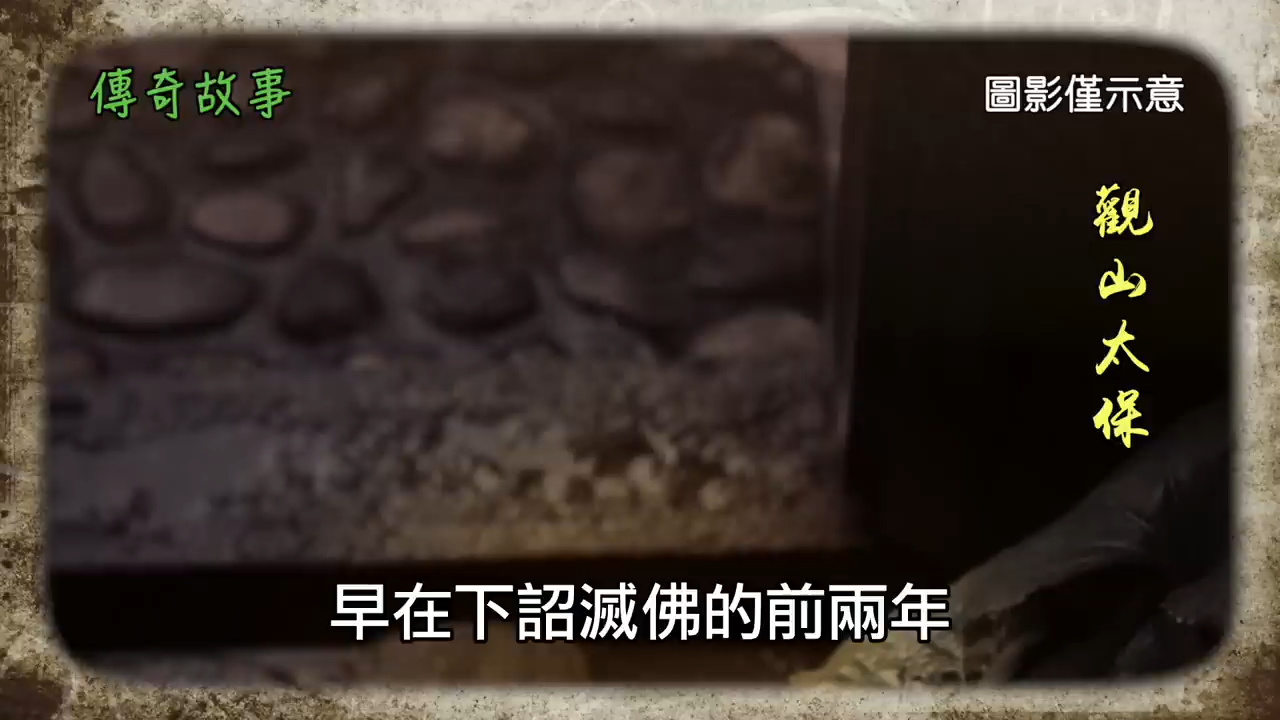 傳奇故事
圖影僅示意
觀山太保
早在下詔滅佛的前兩年